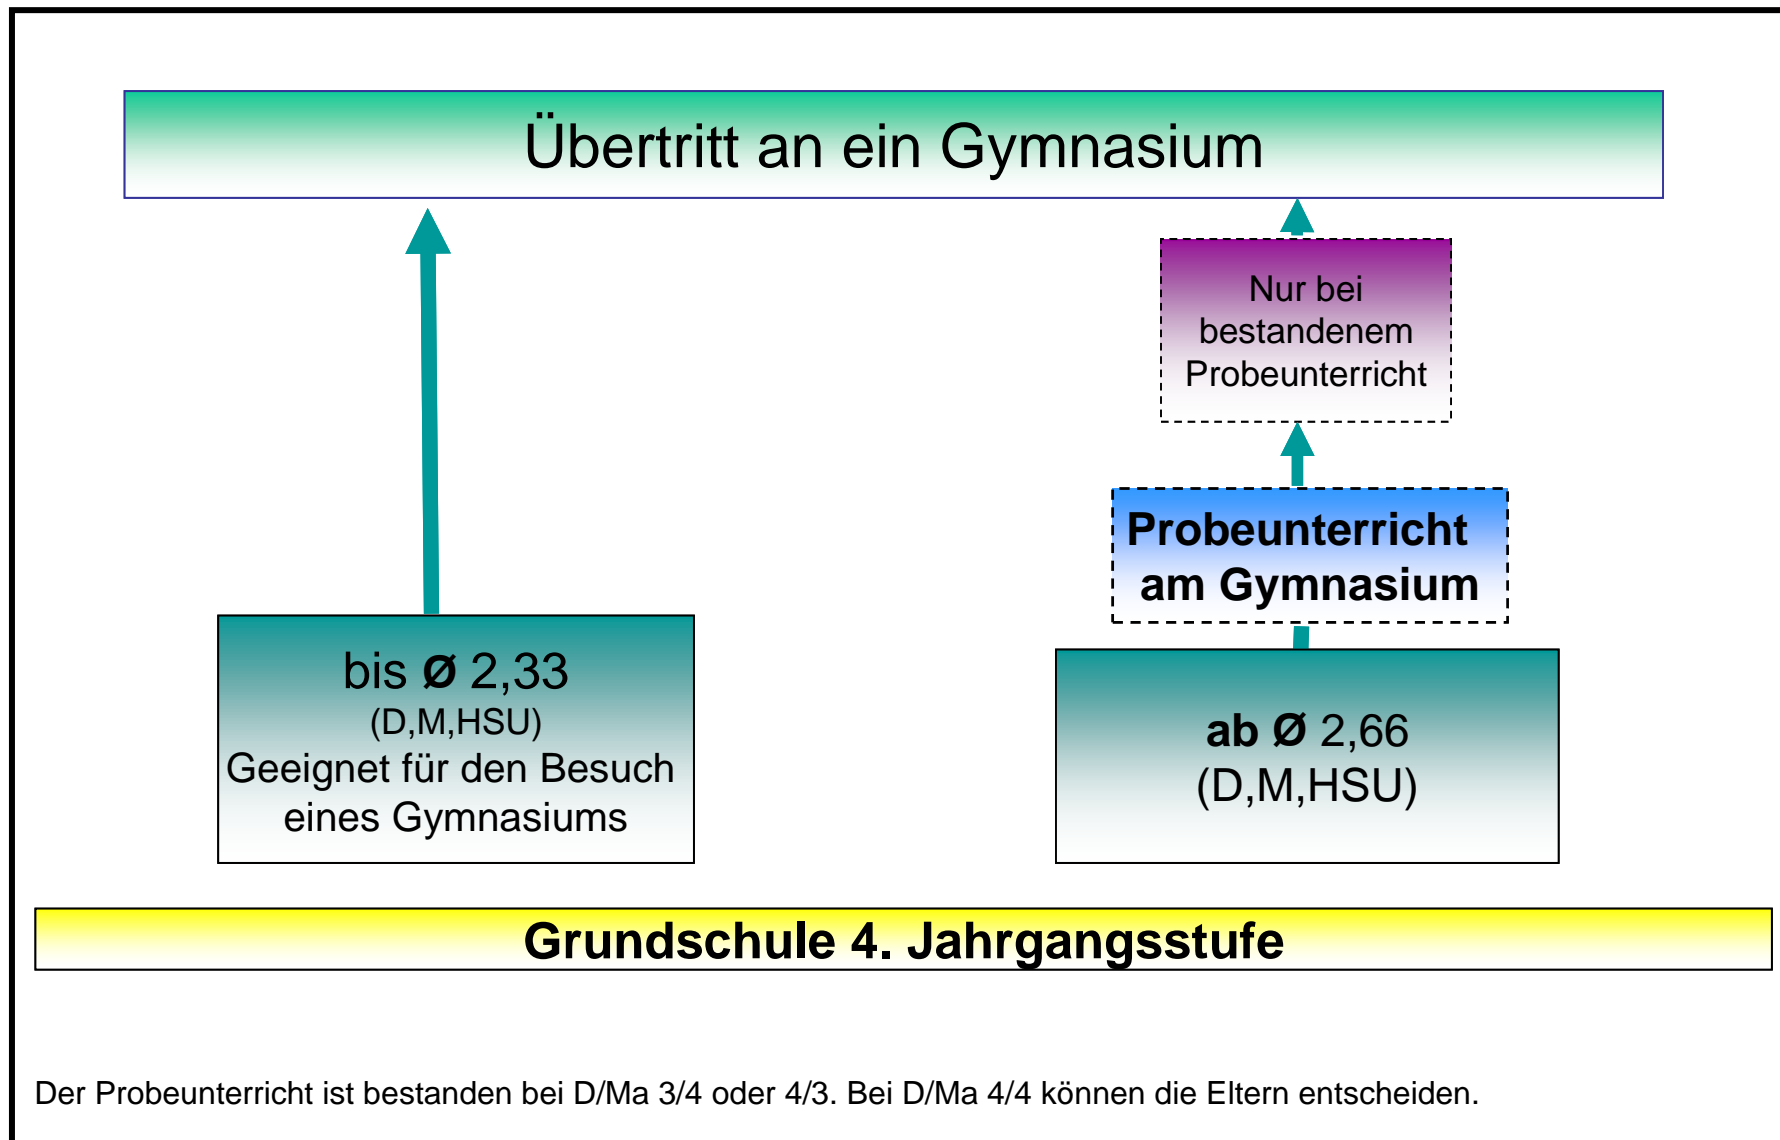 Übertritt an ein Gymnasium
Nur bei
bestandenem
Probeunterricht
Probeunterricht
am Gymnasium
bis Ø 2,33
(D,M,HSU)
Geeignet für den Besuch
eines Gymnasiums
ab Ø 2,66
(D,M,HSU)
Grundschule 4. Jahrgangsstufe
Der Probeunterricht ist bestanden bei D/Ma 3/4 oder 4/3. Bei D/Ma 4/4 können die Eltern entscheiden.